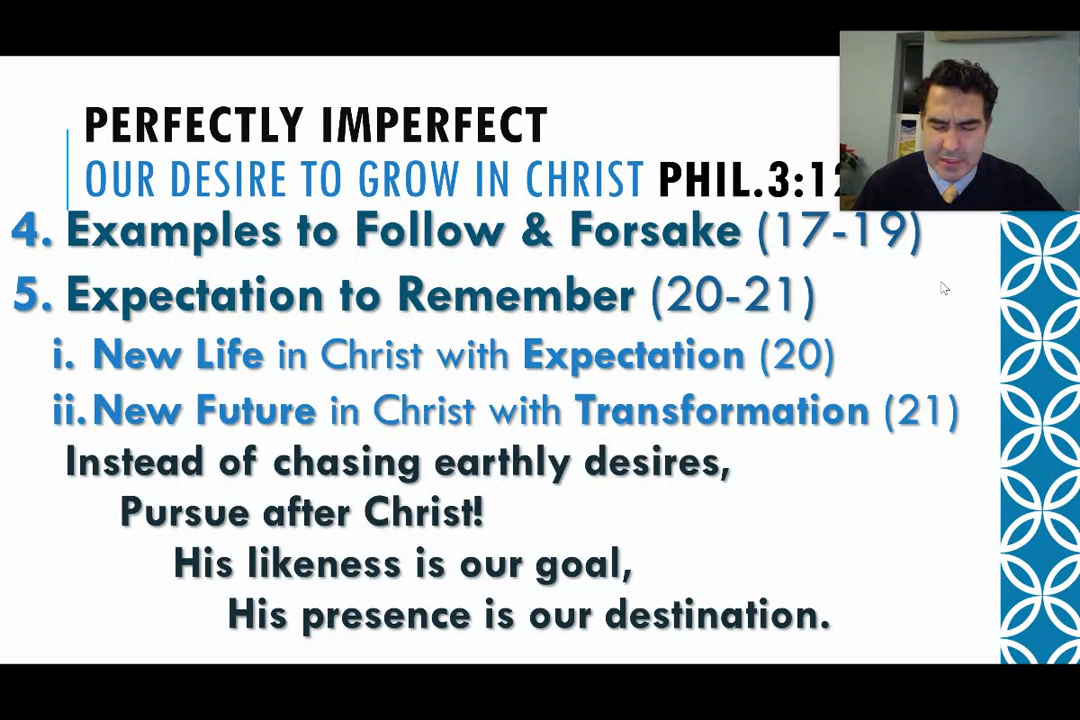 PERFECTLY IMPERFECT
OUR DESIRE TO GROW IN CHRIST PHIL.3:12
4. Examples to Follow & Forsake (17-19)
5. Expectation to Remember (20-21)
i. New Life in Christ with Expectation (20)
ii. New Future in Christ with Transformation (21)
Instead of chasing earthly desires,
Pursue after Christ!
His likeness is our goal,
His presence is our destination.